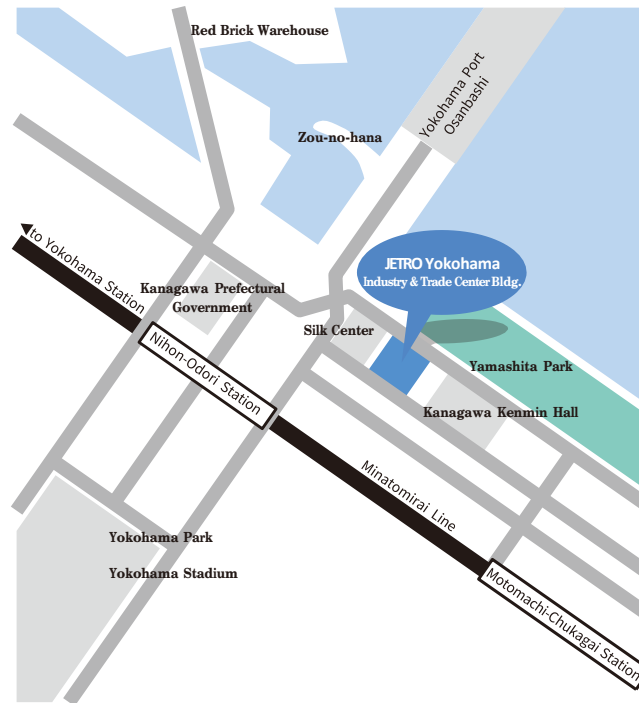 Red Brick Warehouse
Yokohama Port
Osanbashi
Zou-no-hana
to Yokohama Station
JETRO Yokohama
Industry & Trade Center Bldg.
Kanagawa Prefectural
Government
Silk Center
Nihon-Odori Station
Yamashita Park
Kanagawa Kenmin Hall
Minatomirai Line
Yokohama Park
Yokohama Stadium
Motomachi-Chukagai Station